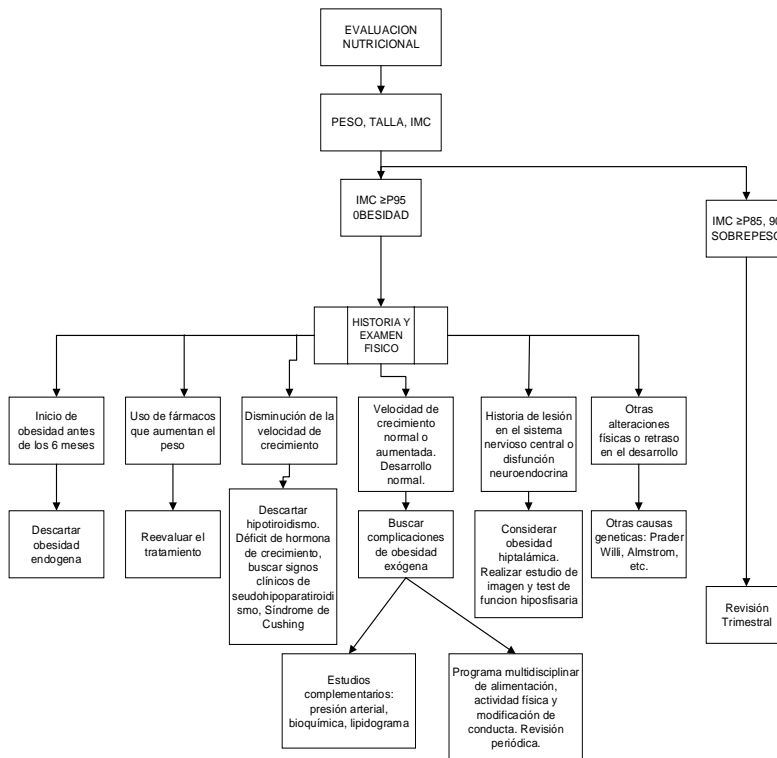 EVALUACION
NUTRICIONAL
PESO, TALLA, IMC
IMC ≥P95
0BESIDAD
IMC ≥P85, 90
SOBREPESO
HISTORIA Y
EXAMEN
FISICO
Inicio de
obesidad antes
de los 6 meses
Uso de fármacos
que aumentan el
peso
Disminución de la
velocidad de
crecimiento
Velocidad de
crecimiento
normal o
aumentada.
Desarrollo
normal.
Historia de lesión
en el sistema
nervioso central o
disfunción
neuroendocrina
Otras
alteraciones
físicas o retraso
en el desarrollo
Descartar
obesidad
endogena
Reevaluar el
tratamiento
Descartar
hipotiroidismo.
Déficit de hormona
de crecimiento,
buscar signos
clínicos de
seudohipoparatiroidi
smo, Síndrome de
Cushing
Buscar
complicaciones
de obesidad
exógena
Considerar
obesidad
hiptalámica.
Realizar estudio de
imagen y test de
funcion hiposfisaria
Otras causas
geneticas: Prader
Willi, Almstrom,
etc.
Revisión
Trimestral
Estudios
complementarios:
presión arterial,
bioquímica, lipidograma
Programa multidisciplinar
de alimentación,
actividad física y
modificación de
conducta. Revisión
periódica.